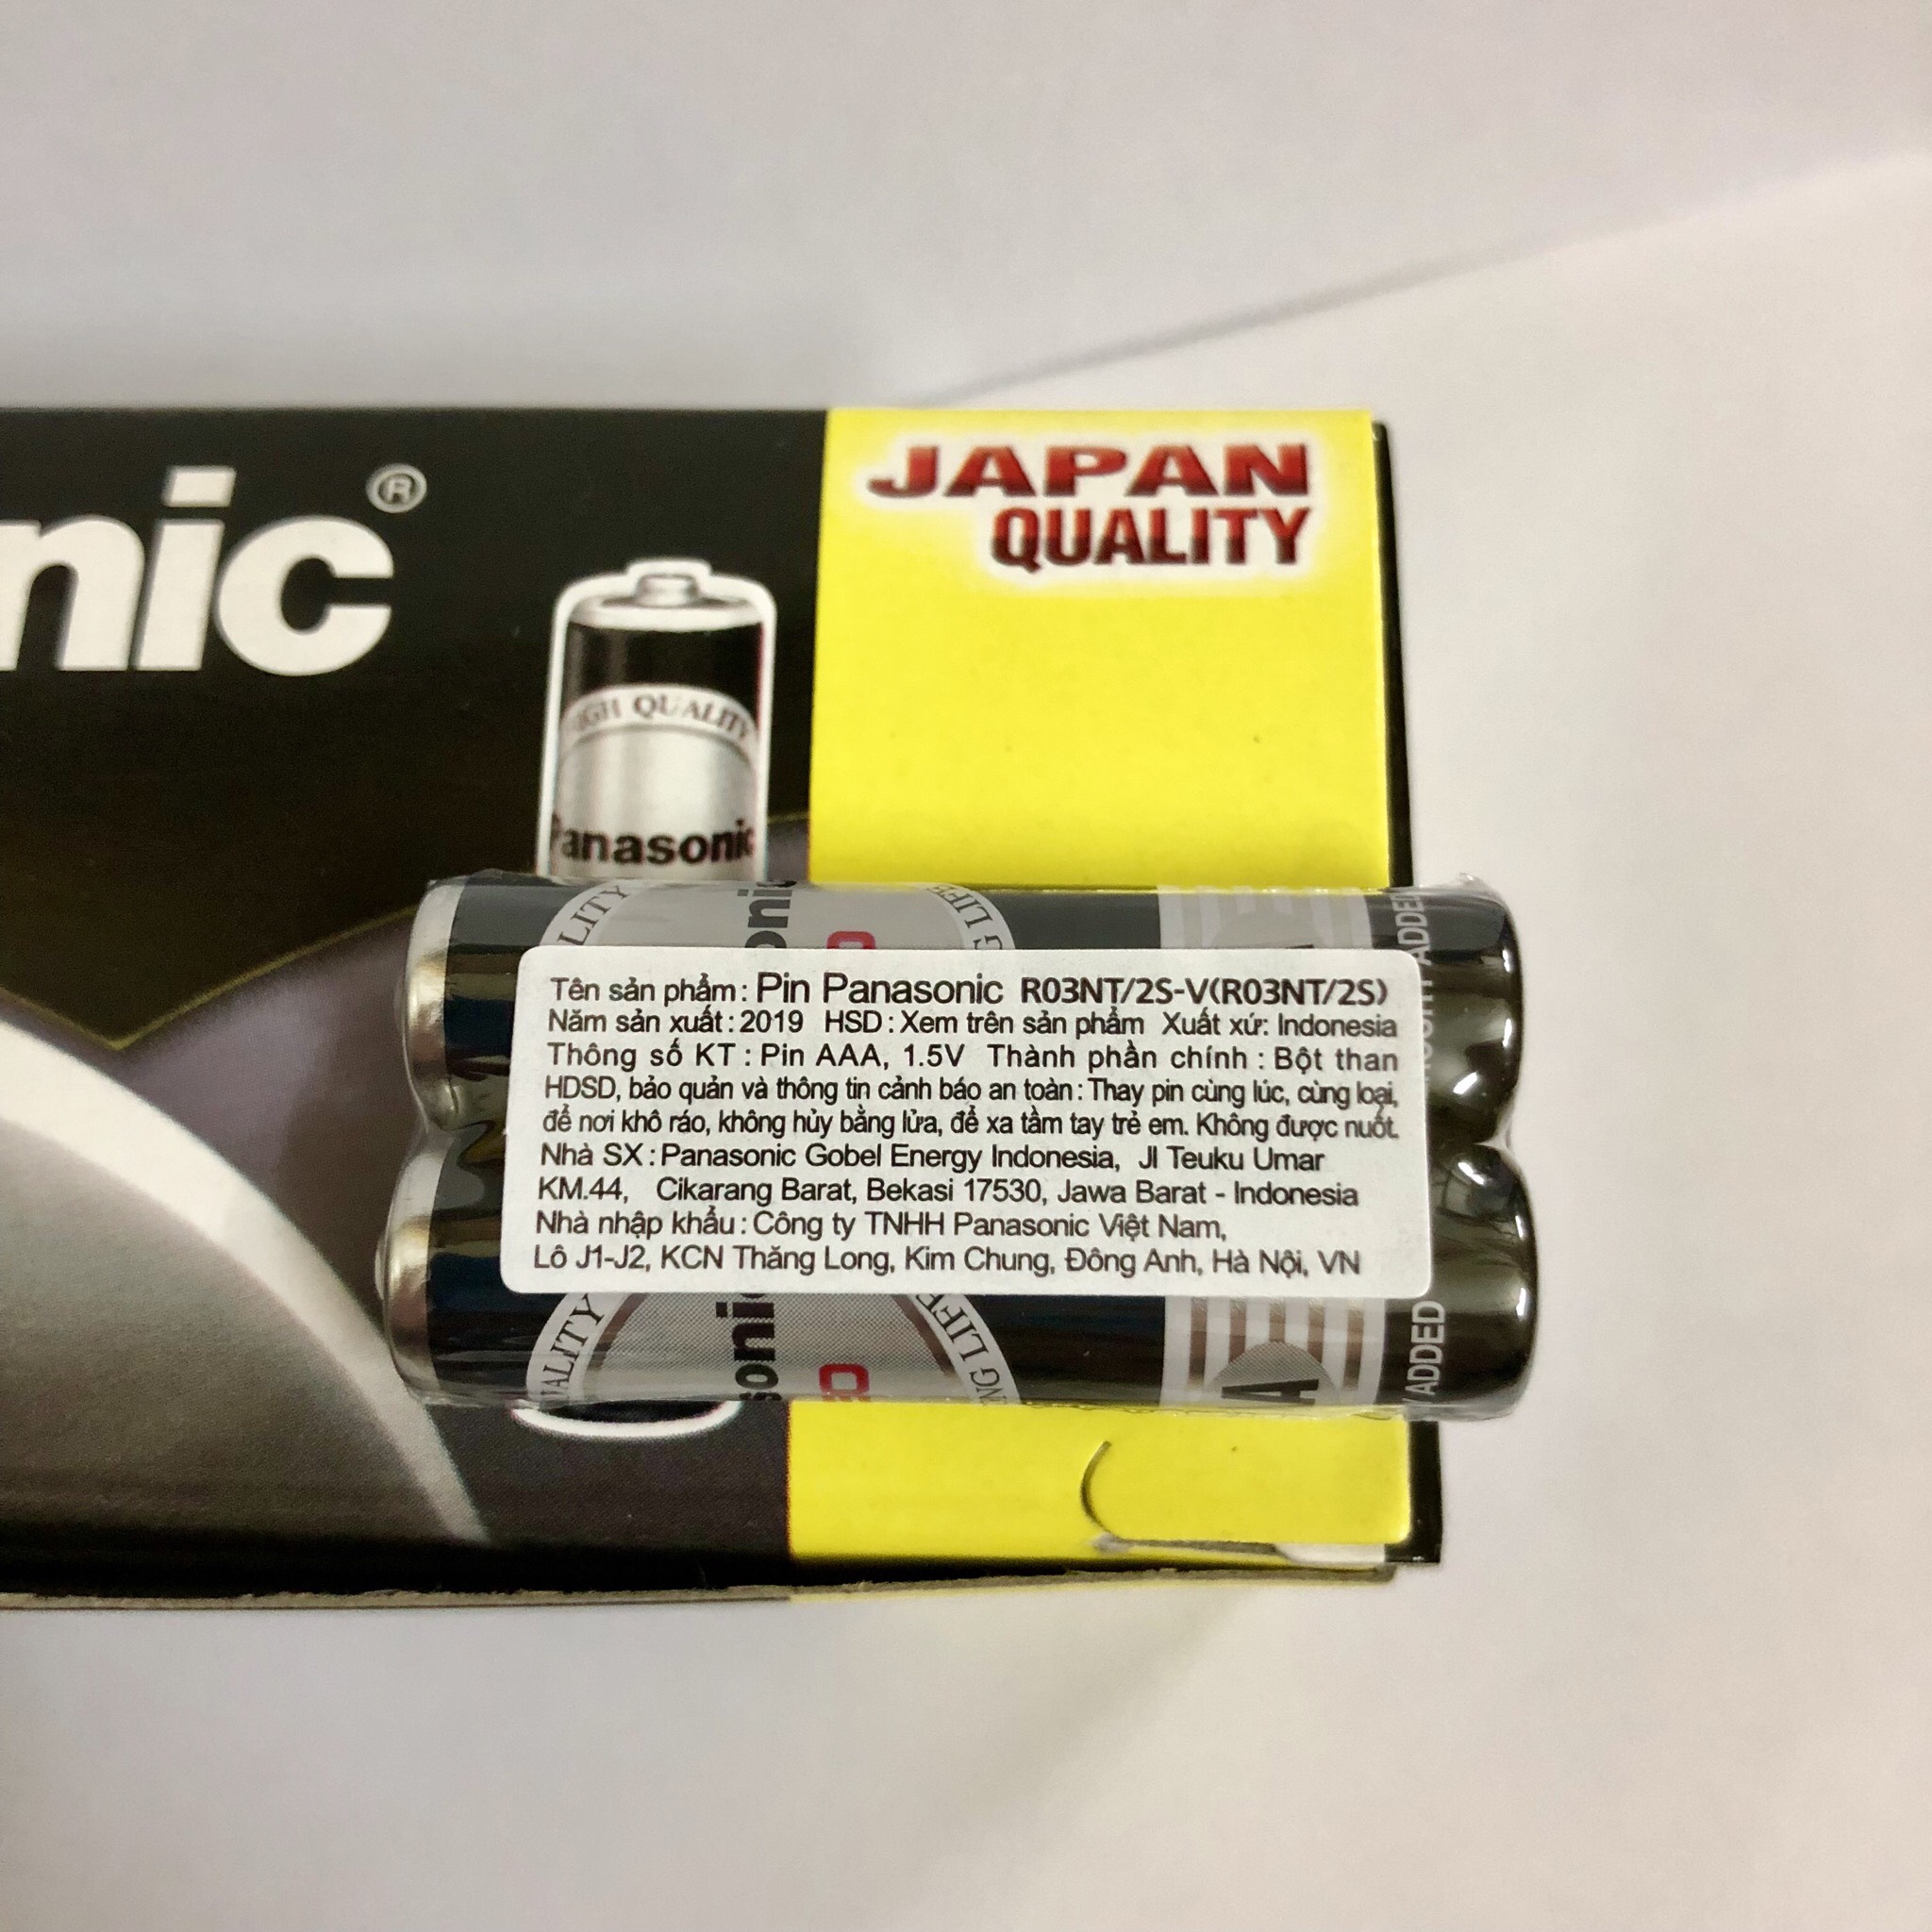 nic®
JAPAN
QUALITY
HIGH QUALITY
Panasonic
Tên sản phẩm: Pin Panasonic R03NT/2S-V(R03NT/2S)
Năm sản xuất: 2019 HSD: Xem trên sản phẩm Xuất xứ: Indonesia
Thông số KT: Pin AAA, 1.5V Thành phần chính: Bột than
HDSD, bảo quản và thông tin cảnh báo an toàn: Thay pin cùng lúc, cùng loại,
để nơi khô ráo, không hủy bằng lửa, để xa tầm tay trẻ em. Không được nuốt.
Nhà SX: Panasonic Gobel Energy Indonesia, Jl Teuku Umar
KM.44, Cikarang Barat, Bekasi 17530, Jawa Barat - Indonesia
Nhà nhập khẩu: Công ty TNHH Panasonic Việt Nam,
Lô J1-J2, KCN Thăng Long, Kim Chung, Đông Anh, Hà Nội, VN
ADDED
ADDED